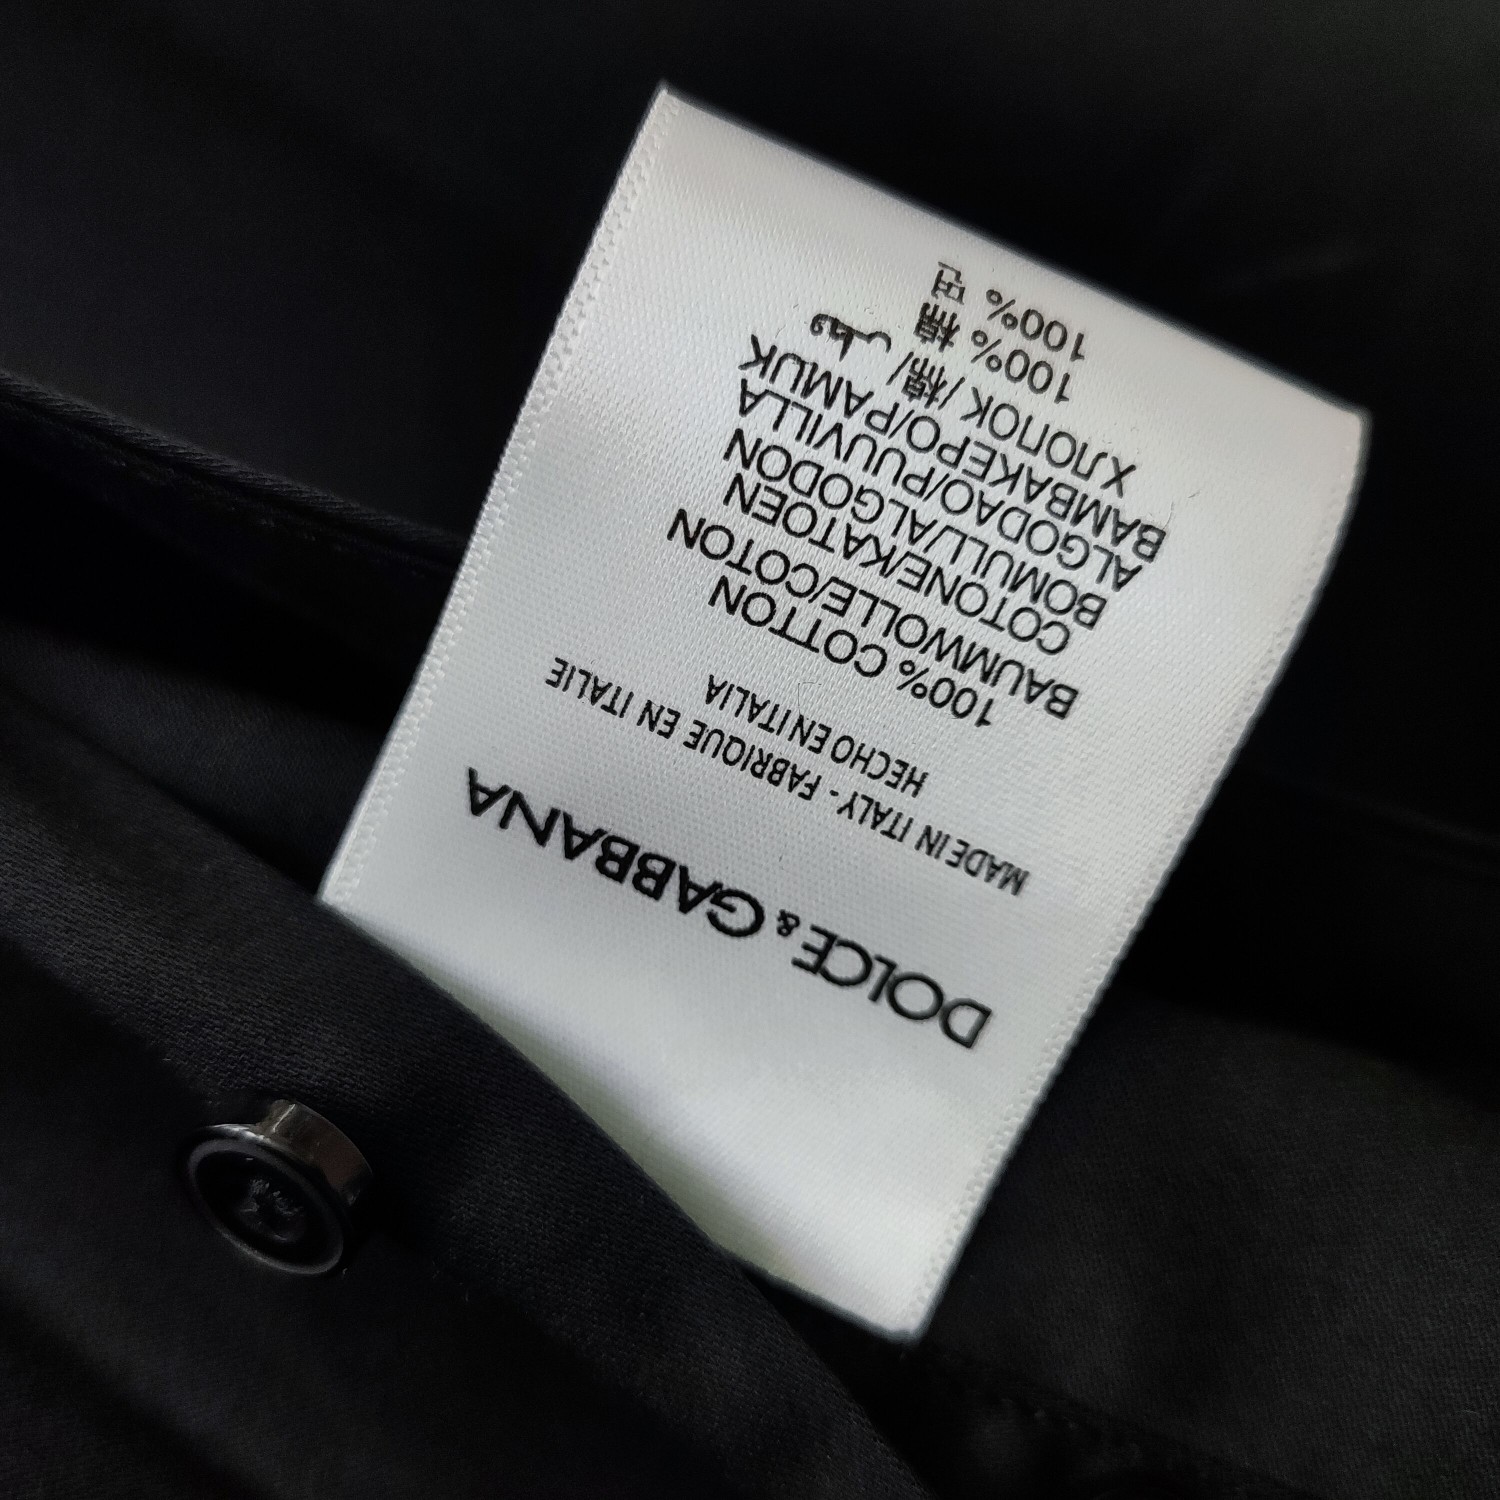 DOLCE & GABBANA
MADE IN ITALY - FABRIQUE EN ITALIE
HECHO EN ITALIA
100% COTTON
BAUMWOLLE/COTON
COTONE/KATOEN
BOMULL/ALGODON
ALGODAO/PUUVILLA
BAMBAKEPO/PAMUK
ХЛОПОК /棉/ قطن
100% 棉
100% 면